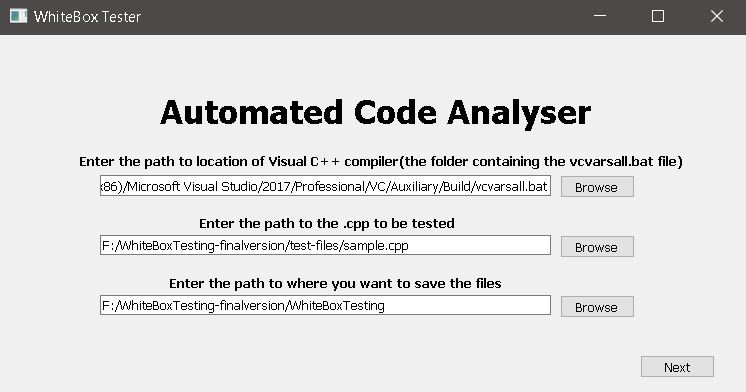 WhiteBox Tester
Automated Code Analyser
Enter the path to location of Visual C++ compiler(the folder containing the vcvarsall.bat file)
x86)/Microsoft Visual Studio/2017/Professional/VC/Auxiliary/Build/vcvarsall.bat
Browse
Enter the path to the .cpp to be tested
F:/WhiteBoxTesting-finalversion/test-files/sample.cpp
Browse
Enter the path to where you want to save the files
F:/WhiteBoxTesting-finalversion/WhiteBoxTesting
Browse
Next